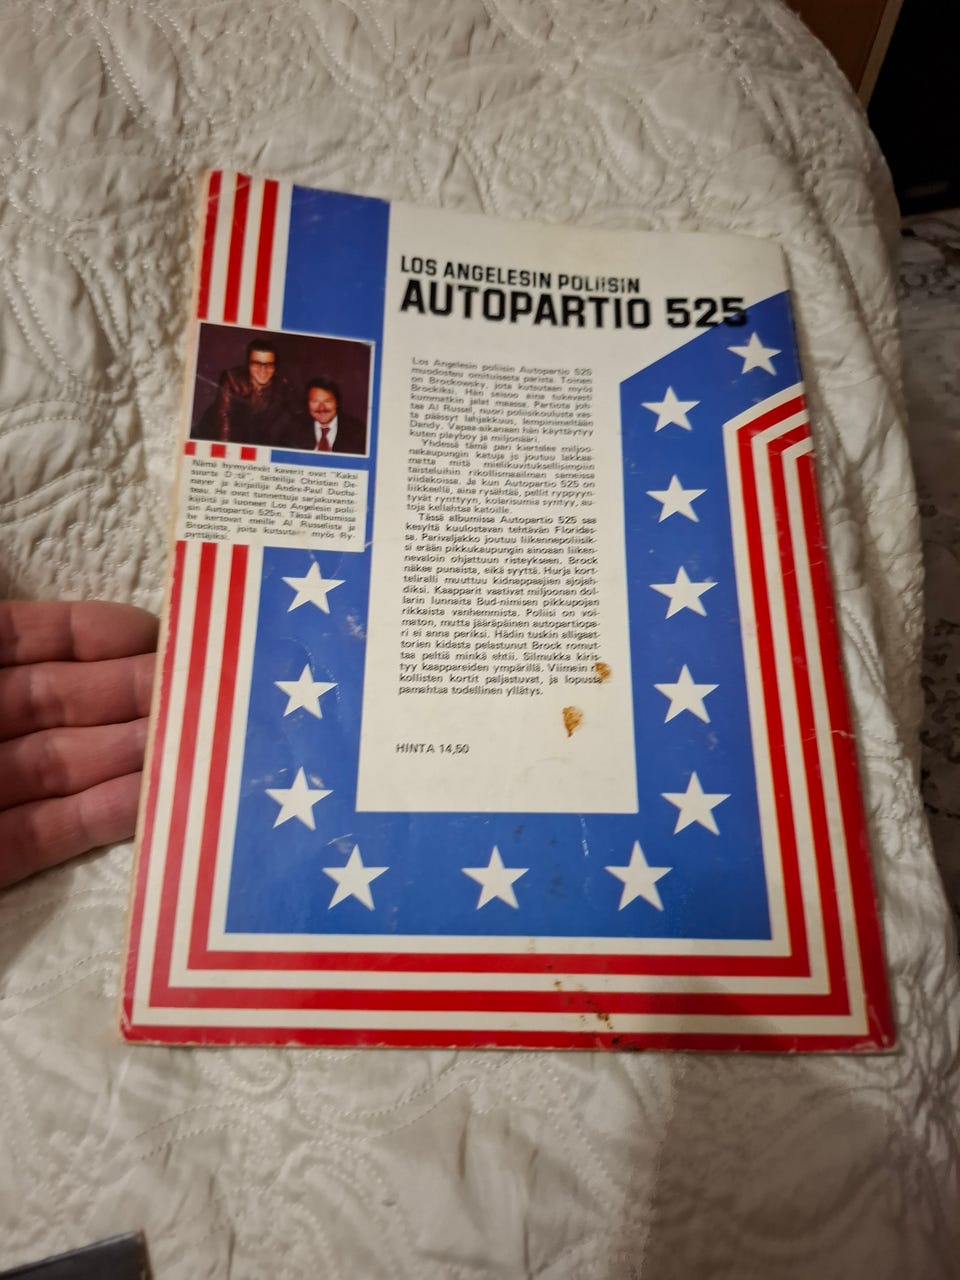 LOS ANGELESIN POLIISIN
AUTOPARTIO 525
Los Angelesin poliisin Autopartio 525
muodostuu omituisesta parista. Toinen
on Brockowsky, jota kutsutaan myös
Brockiksi. Hän seisoo tukevasti
kummatkin jalat maassa. Partiota joh-
taa Al Russel, nuori poliisikoulusta vas-
ta päässyt lahjakkuus, lempinimeltään
Dandy. Vapaa-aikanaan hän käyttäytyy
kuten playboy ja miljonääri.
Yhdessä tämä pari kiertelee miljoo-
nakaupungin katuja ja joutuu lakkaa-
matta mitä mielikuvituksellisimpiin
taisteluihin rikollismaailman sameissa
viidakoissa. Ja kun Autopartio 525 on
liikkeellä, aina rysähtää, pellit ryppyyn-
tyvät rynttyyn, kolarisumia syntyy, au-
toja kellahtaa katoille.
Tässä albumissa Autopartio 525 saa
kesyltä kuulostavan tehtävän Floridas-
sa. Parivaljakko joutuu liikennepoliisik-
si erään pikkukaupungin ainoaan liiken-
nevaloin ohjattuun risteykseen. Brock
näkee punaista, eikä syyttä. Hurja kort-
teliralli muuttuu kidnappaajien ajojah-
diksi. Kaapparit vaativat miljoonan dol-
larin lunnaita Bud-nimisen pikkupojan
rikkaista vanhemmista. Poliisi on voi-
maton, mutta jääräpäinen autopartiopa-
ri ei anna periksi. Hädin tuskin alligaat-
torien kidasta pelastunut Brock romut-
taa peltiä minkä ehtii. Silmukka kiris-
tyy kaappareiden ympärillä. Viimein ri-
kollisten kortit paljastuvat, ja lopussa
pamahtaa todellinen yllätys.
HINTA 14,50
Nämä hymyilevät kaverit ovat "Kaksi
suurta D:tä", taiteilija Christian De-
nayer ja kirjailija André-Paul Ducha-
teau. He ovat tunnettuja sarjakuvante-
kijöitä ja luoneet Los Angelesin polii-
sin Autopartio 525:n. Tässä albumissa
he kertovat meille Al Russelista ja
Brockista, joita kutsutaan myös Ry-
pyttäjiksi.